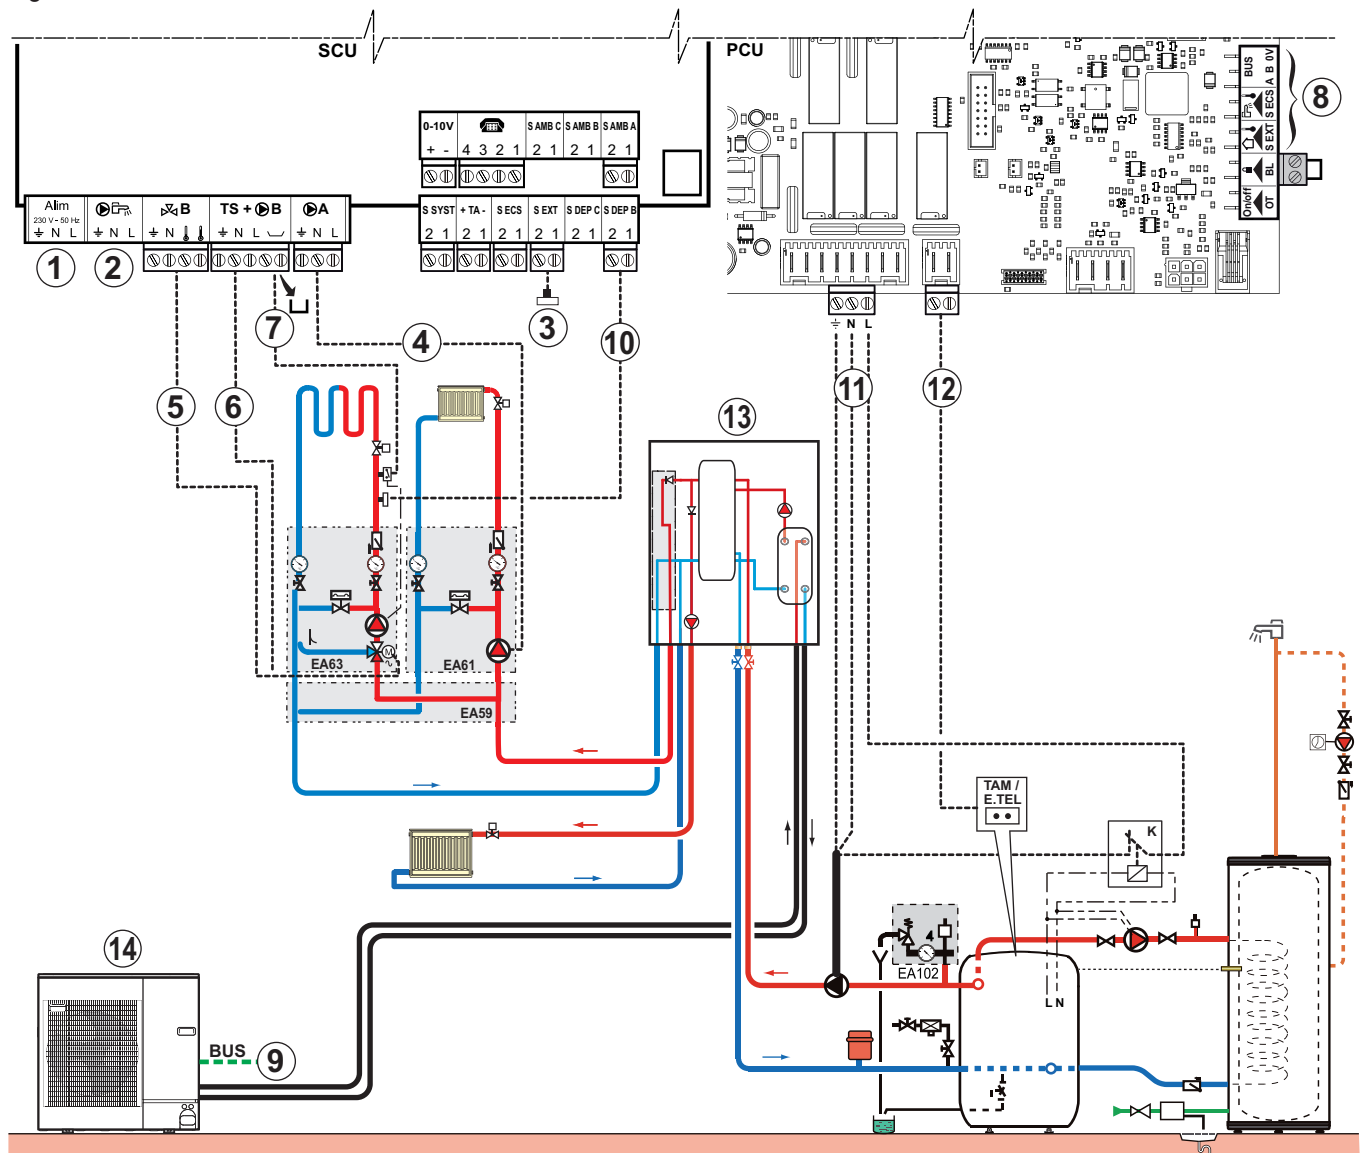 SCU
PCU
BUS A B 0V
S ECS
S EXT
BL
On/off OT
8
0-10V
+ -
4 3 2 1
S AMB C S AMB B S AMB A
2 1 2 1 2 1
Alim
230 V - 50 Hz
N L
N L
B
N
TS + B
N L
A
N L
S SYST + TA - S ECS S EXT S DEP C S DEP B
2 1 2 1 2 1 2 1 2 1 2 1
1
2
7
4
3
10
N L
5
6
11
12
13
EA63
M
EA61
EA59
TAM /
E.TEL
K
4
EA102
L N
14
BUS
9